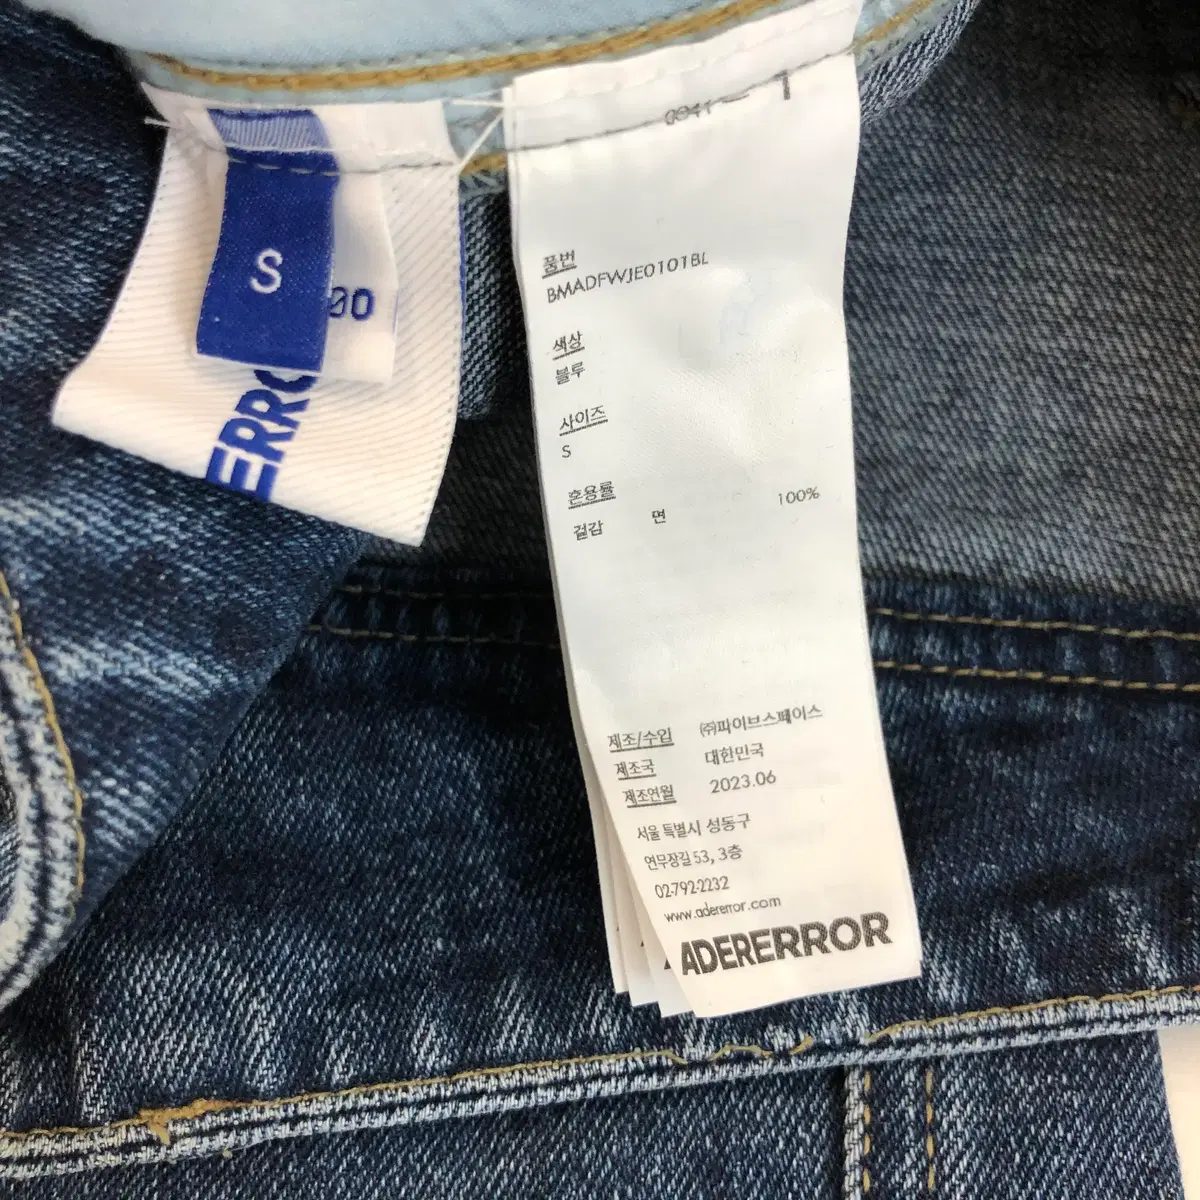 S
00
ERRO
1
품번
BMADFWJE0101BL
색상
블루
사이즈
S
혼용률
겉감 면 100%
제조/수입 ㈜파이브스페이스
제조국 대한민국
제조연월 2023.06
서울 특별시 성동구
연무장길 53, 3층
02-792-2232
www.adererror.com
ADERERROR